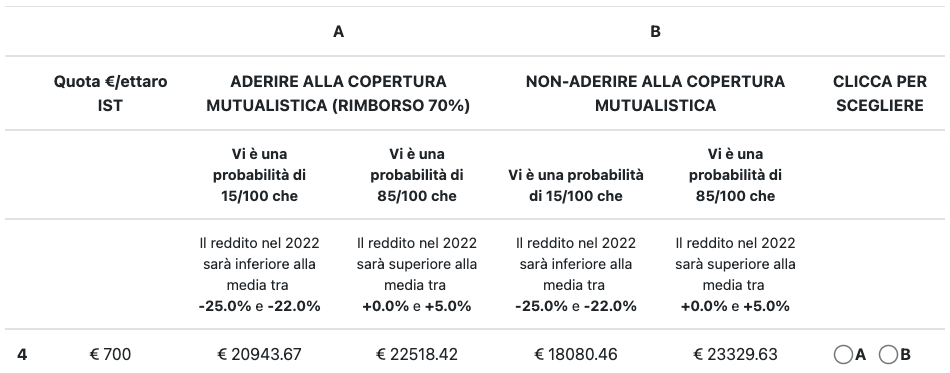 A B
Quota €/ettaro IST
ADERIRE ALLA COPERTURA
MUTUALISTICA (RIMBORSO 70%)
NON-ADERIRE ALLA COPERTURA
MUTUALISTICA
CLICCA PER
SCEGLIERE
Vi è una
probabilità di
15/100 che
Vi è una
probabilità di
85/100 che
Vi è una probabilità
di 15/100 che
Vi è una
probabilità di
85/100 che
Il reddito nel 2022
sarà inferiore alla
media tra
-25.0% e -22.0%
Il reddito nel 2022
sarà superiore alla
media tra
+0.0% e +5.0%
Il reddito nel 2022
sarà inferiore alla
media tra
-25.0% e -22.0%
Il reddito nel 2022
sarà superiore alla
media tra
+0.0% e +5.0%
4 € 700 € 20943.67 € 22518.42 € 18080.46 € 23329.63 A B